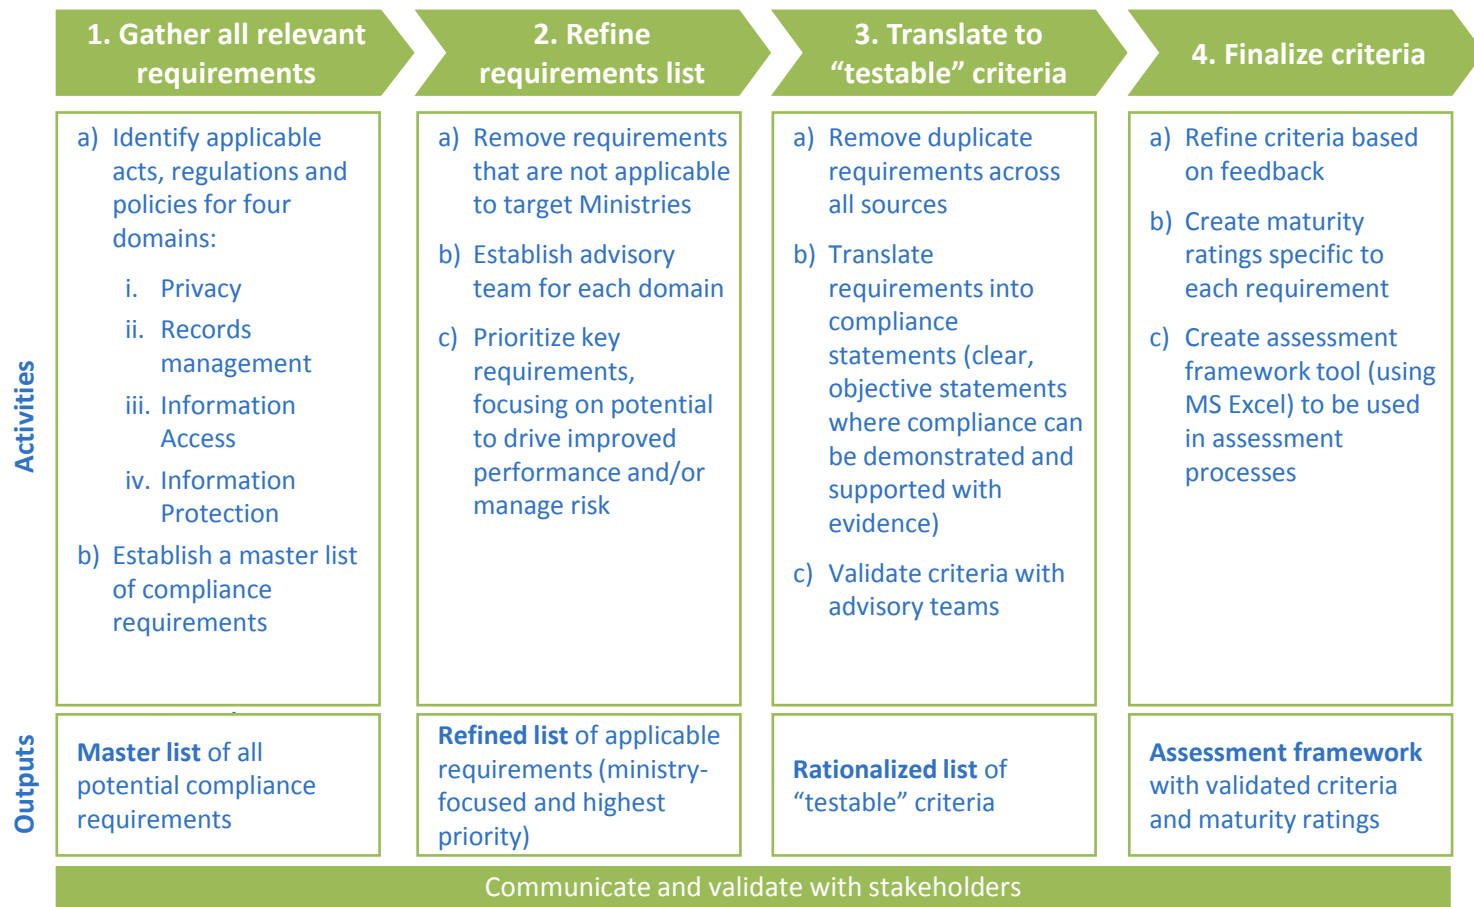 1. Gather all relevant
requirements
2. Refine
requirements list
3. Translate to
“testable” criteria
4. Finalize criteria
Activities
a) Identify applicable
acts, regulations and
policies for four
domains:
i. Privacy
ii. Records
management
iii. Information
Access
iv. Information
Protection
b) Establish a master list
of compliance
requirements
a) Remove requirements
that are not applicable
to target Ministries
b) Establish advisory
team for each domain
c) Prioritize key
requirements,
focusing on potential
to drive improved
performance and/or
manage risk
a) Remove duplicate
requirements across
all sources
b) Translate
requirements into
compliance
statements (clear,
objective statements
where compliance can
be demonstrated and
supported with
evidence)
c) Validate criteria with
advisory teams
a) Refine criteria based
on feedback
b) Create maturity
ratings specific to
each requirement
c) Create assessment
framework tool (using
MS Excel) to be used
in assessment
processes
Outputs
Master list of all
potential compliance
requirements
Refined list of applicable
requirements (ministry-
focused and highest
priority)
Rationalized list of
“testable” criteria
Assessment framework
with validated criteria
and maturity ratings
Communicate and validate with stakeholders